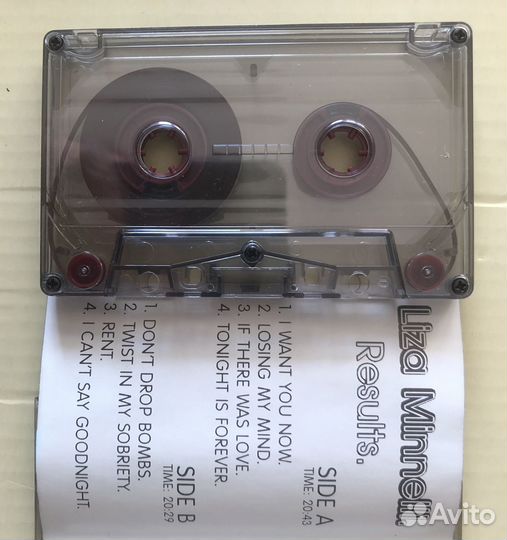 Liza Minnelli
Results.
SIDE A
TIME: 20:43
1. I WANT YOU NOW.
2. LOSING MY MIND.
3. IF THERE WAS LOVE.
4. TONIGHT IS FOREVER.
SIDE B
TIME: 20:29
1. DON'T DROP BOMBS.
2. TWIST IN MY SOBRIETY.
3. RENT.
4. I CAN'T SAY GOODNIGHT.
Avito